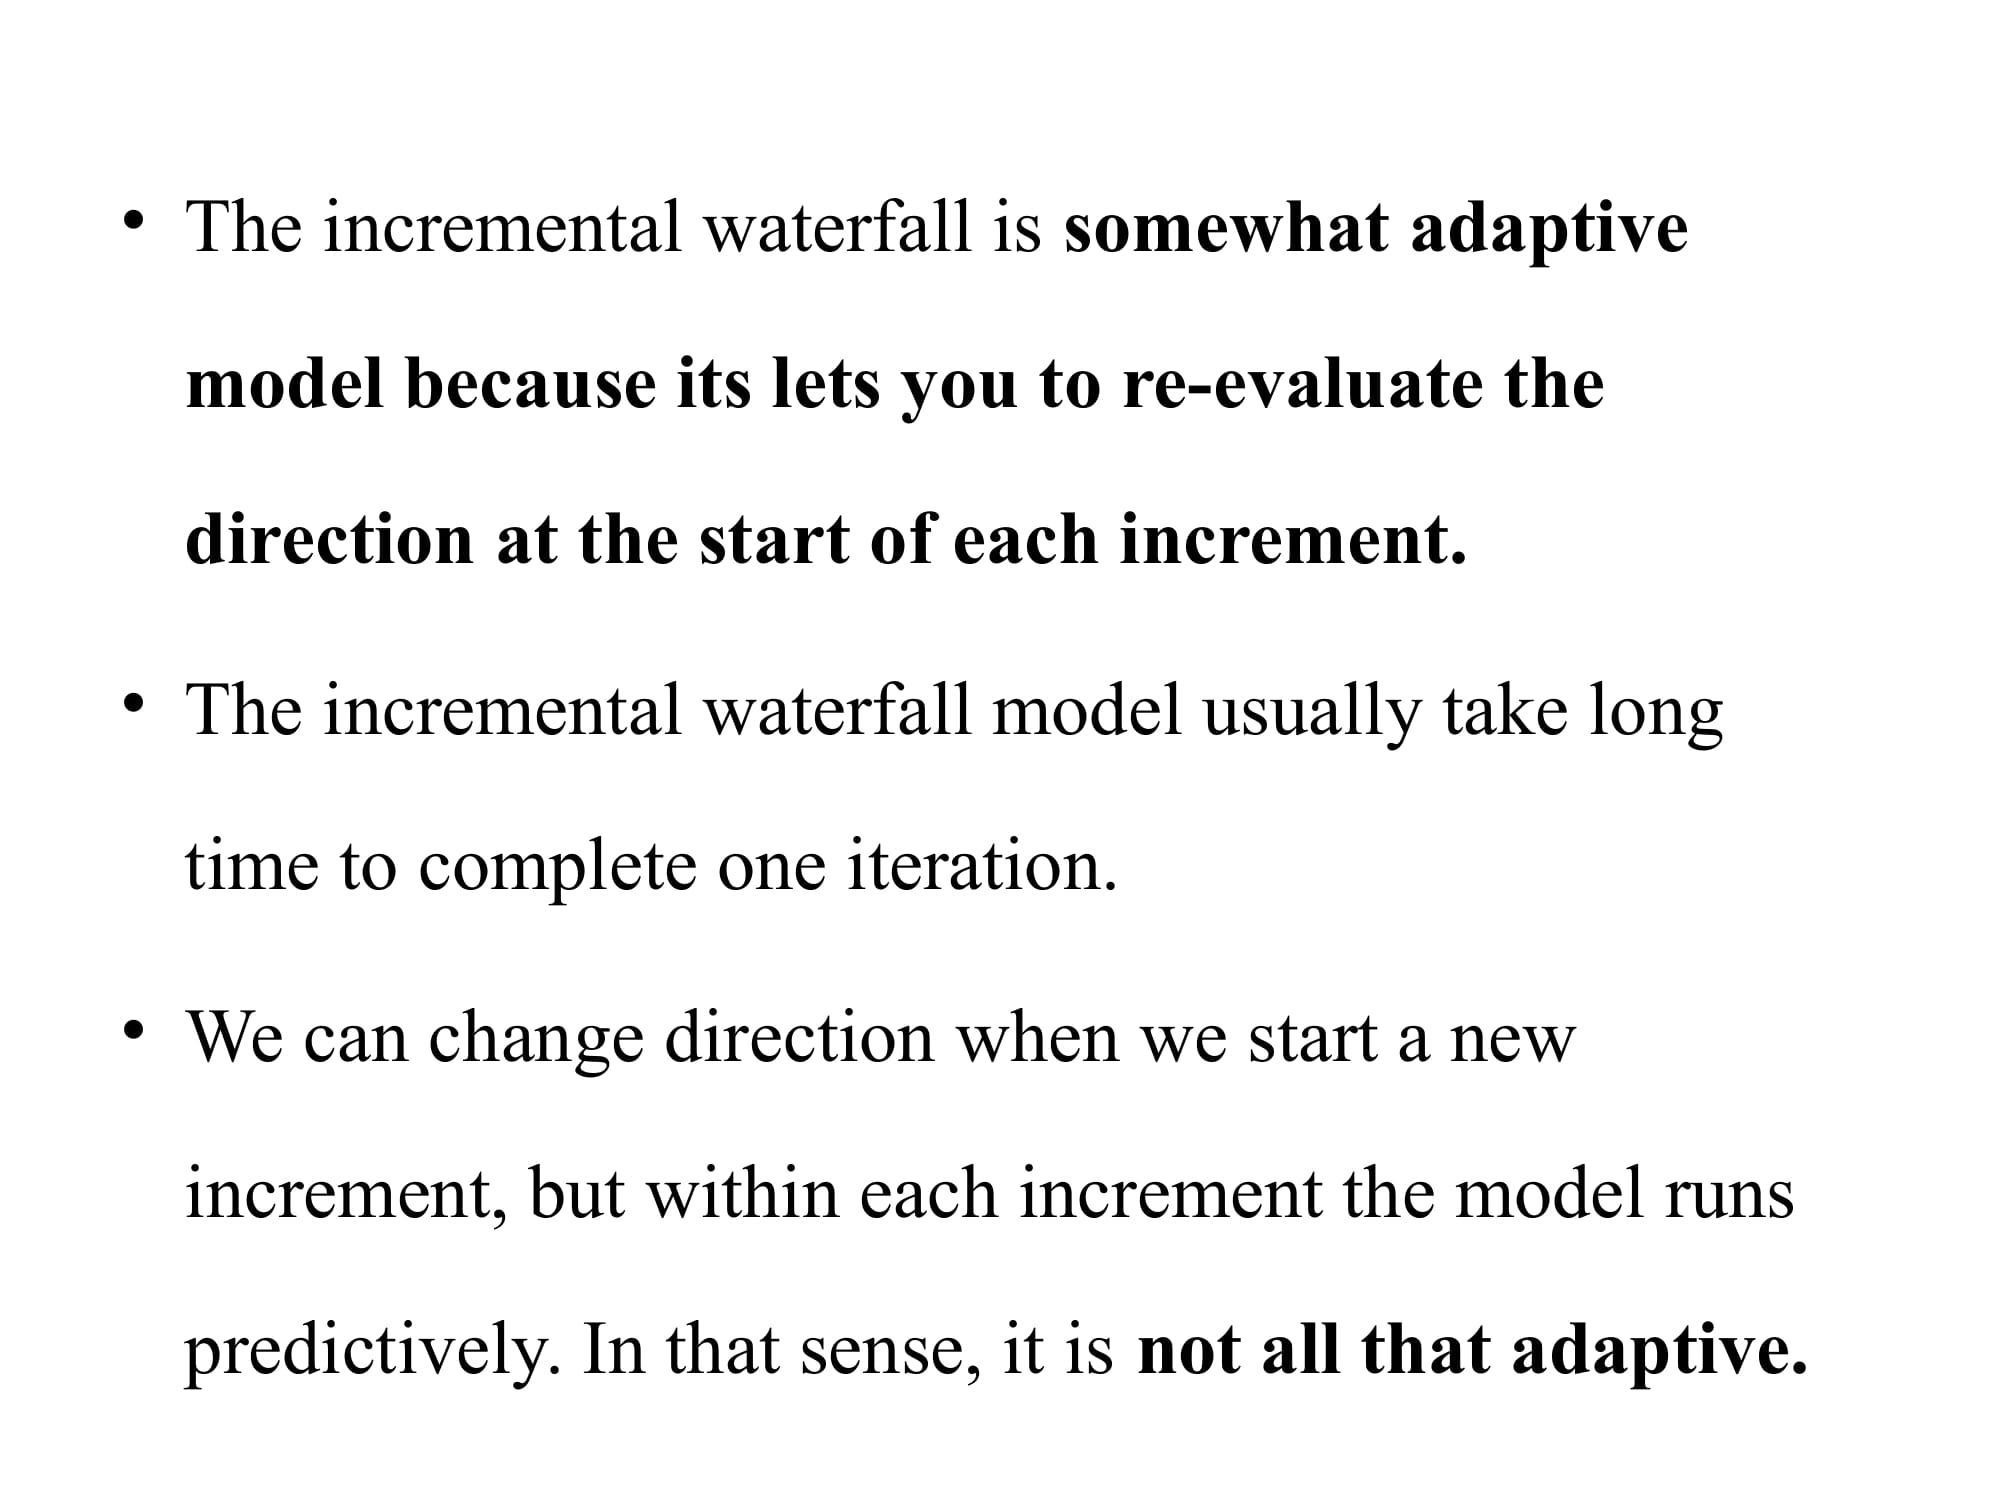 • The incremental waterfall is somewhat adaptive
model because its lets you to re-evaluate the
direction at the start of each increment.
• The incremental waterfall model usually take long
time to complete one iteration.
• We can change direction when we start a new
increment, but within each increment the model runs
predictively. In that sense, it is not all that adaptive.